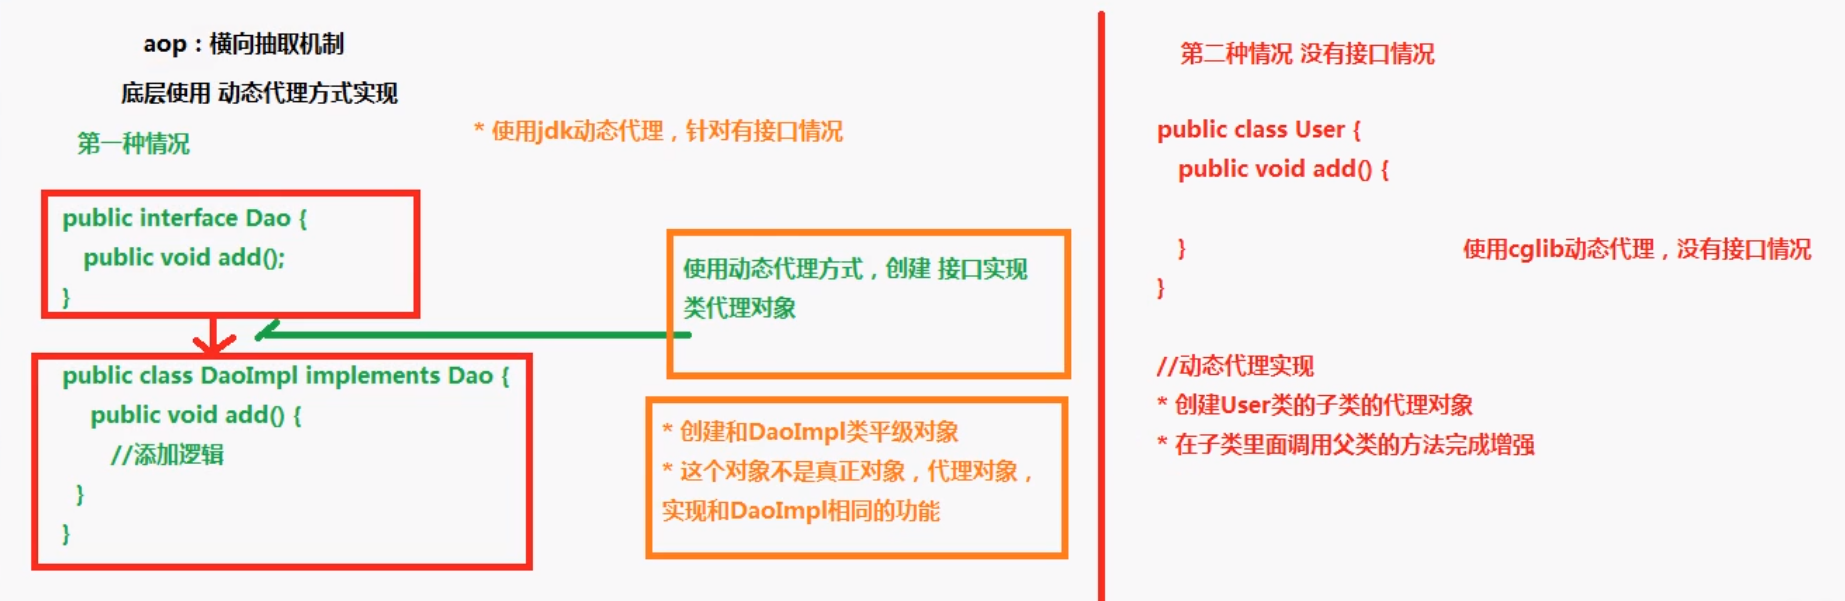 aop：横向抽取机制
底层使用 动态代理方式实现
第一种情况
* 使用jdk动态代理，针对有接口情况
public interface Dao {
public void add();
}
使用动态代理方式，创建 接口实现
类代理对象
public class DaoImpl implements Dao {
public void add() {
//添加逻辑
}
}
* 创建和DaoImpl类平级对象
* 这个对象不是真正对象，代理对象，
实现和DaoImpl相同的功能
第二种情况 没有接口情况
public class User {
public void add() {
}
}
使用cglib动态代理，没有接口情况
//动态代理实现
* 创建User类的子类的代理对象
* 在子类里面调用父类的方法完成增强